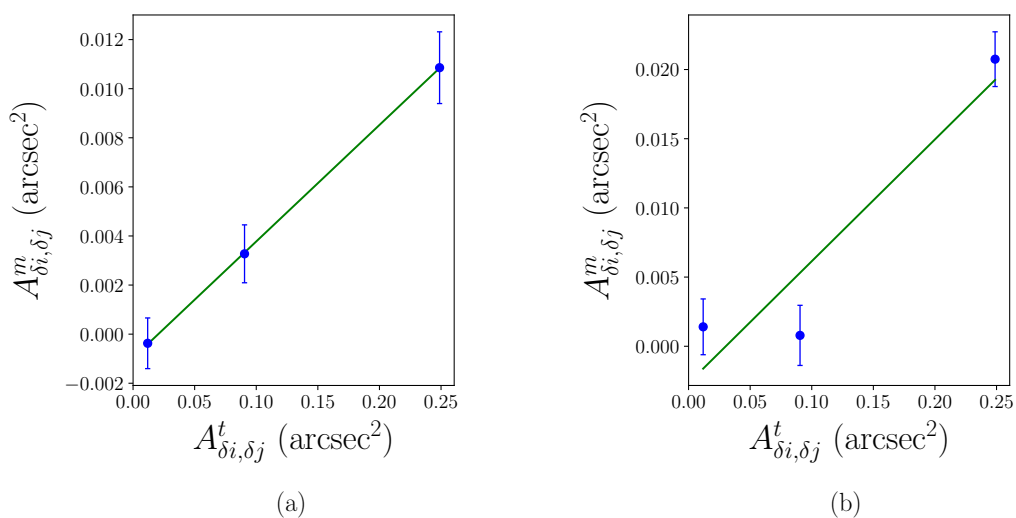 0.012
0.010
0.008
0.006
0.004
0.002
0.000
−0.002
0.00 0.05 0.10 0.15 0.20 0.25
A^m_{δi,δj} (arcsec^2)
A^t_{δi,δj} (arcsec^2)
(a)
0.020
0.015
0.010
0.005
0.000
0.00 0.05 0.10 0.15 0.20 0.25
A^m_{δi,δj} (arcsec^2)
A^t_{δi,δj} (arcsec^2)
(b)